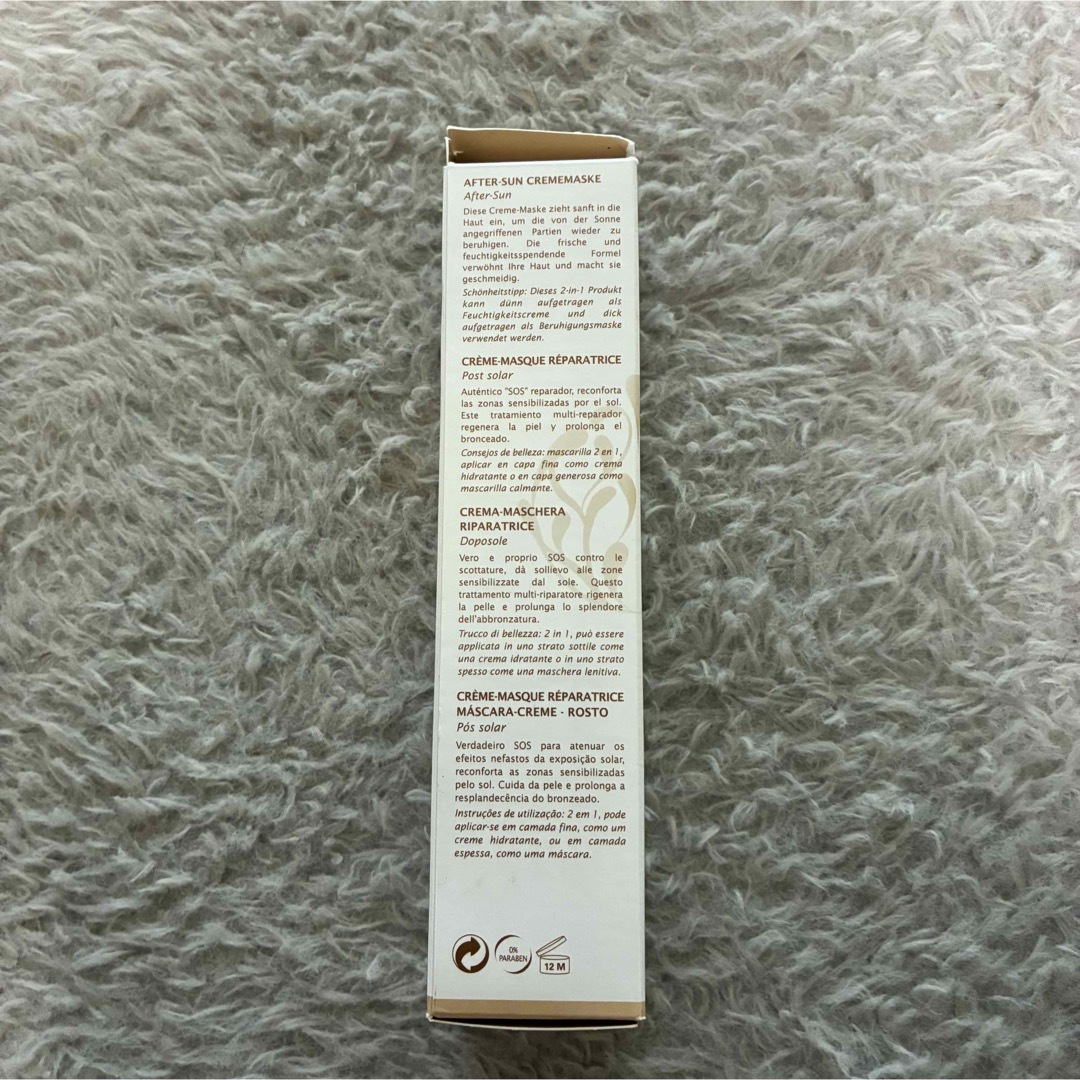 AFTER-SUN CREMEMASKE
After-Sun
Diese Creme-Maske zieht sanft in die
Haut ein, um die von der Sonne
angegriffenen Partien wieder zu
beruhigen. Die frische und
feuchtigkeitsspendende Formel
verwöhnt Ihre Haut und macht sie
geschmeidig.
Schönheitstipp: Dieses 2-in-1 Produkt
kann dünn aufgetragen als
Feuchtigkeitscreme und dick
aufgetragen als Beruhigungsmaske
verwendet werden.
CRÈME-MASQUE RÉPARATRICE
Post solar
Auténtico "SOS" reparador, reconforta
las zonas sensibilizadas por el sol.
Este tratamiento multi-reparador
regenera la piel y prolonga el
bronceado.
Consejos de belleza: mascarilla 2 en 1,
aplicar en capa fina como crema
hidratante o en capa generosa como
mascarilla calmante.
CREMA-MASCHERA
RIPARATRICE
Doposole
Vero e proprio SOS contro le
scottature, dà sollievo alle zone
sensibilizzate dal sole. Questo
trattamento multi-riparatore rigenera
la pelle e prolunga lo splendore
dell'abbronzatura.
Trucco di bellezza: 2 in 1, può essere
applicata in uno strato sottile come
una crema idratante o in uno strato
spesso come una maschera lenitiva.
CRÈME-MASQUE RÉPARATRICE
MÁSCARA-CREME - ROSTO
Pós solar
Verdadeiro SOS para atenuar os
efeitos nefastos da exposição solar,
reconforta as zonas sensibilizadas
pelo sol. Cuida da pele e prolonga a
resplandecência do bronzeado.
Instruções de utilização: 2 em 1, pode
aplicar-se em camada fina, como um
creme hidratante, ou em camada
espessa, como uma máscara.
0%
PARABEN
12 M